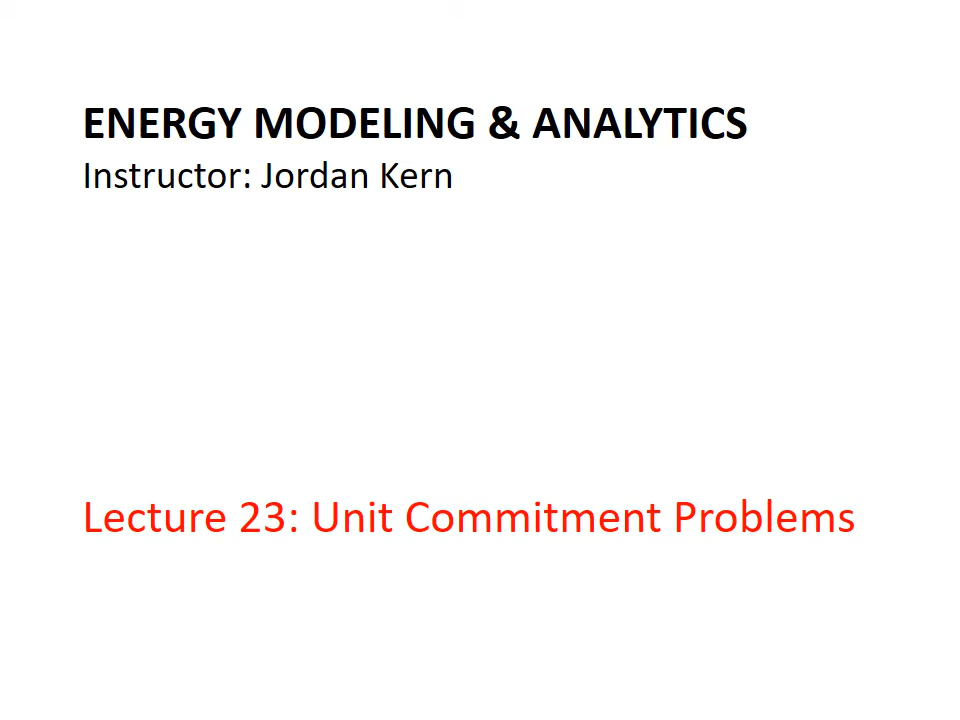 ENERGY MODELING & ANALYTICS
Instructor: Jordan Kern
Lecture 23: Unit Commitment Problems